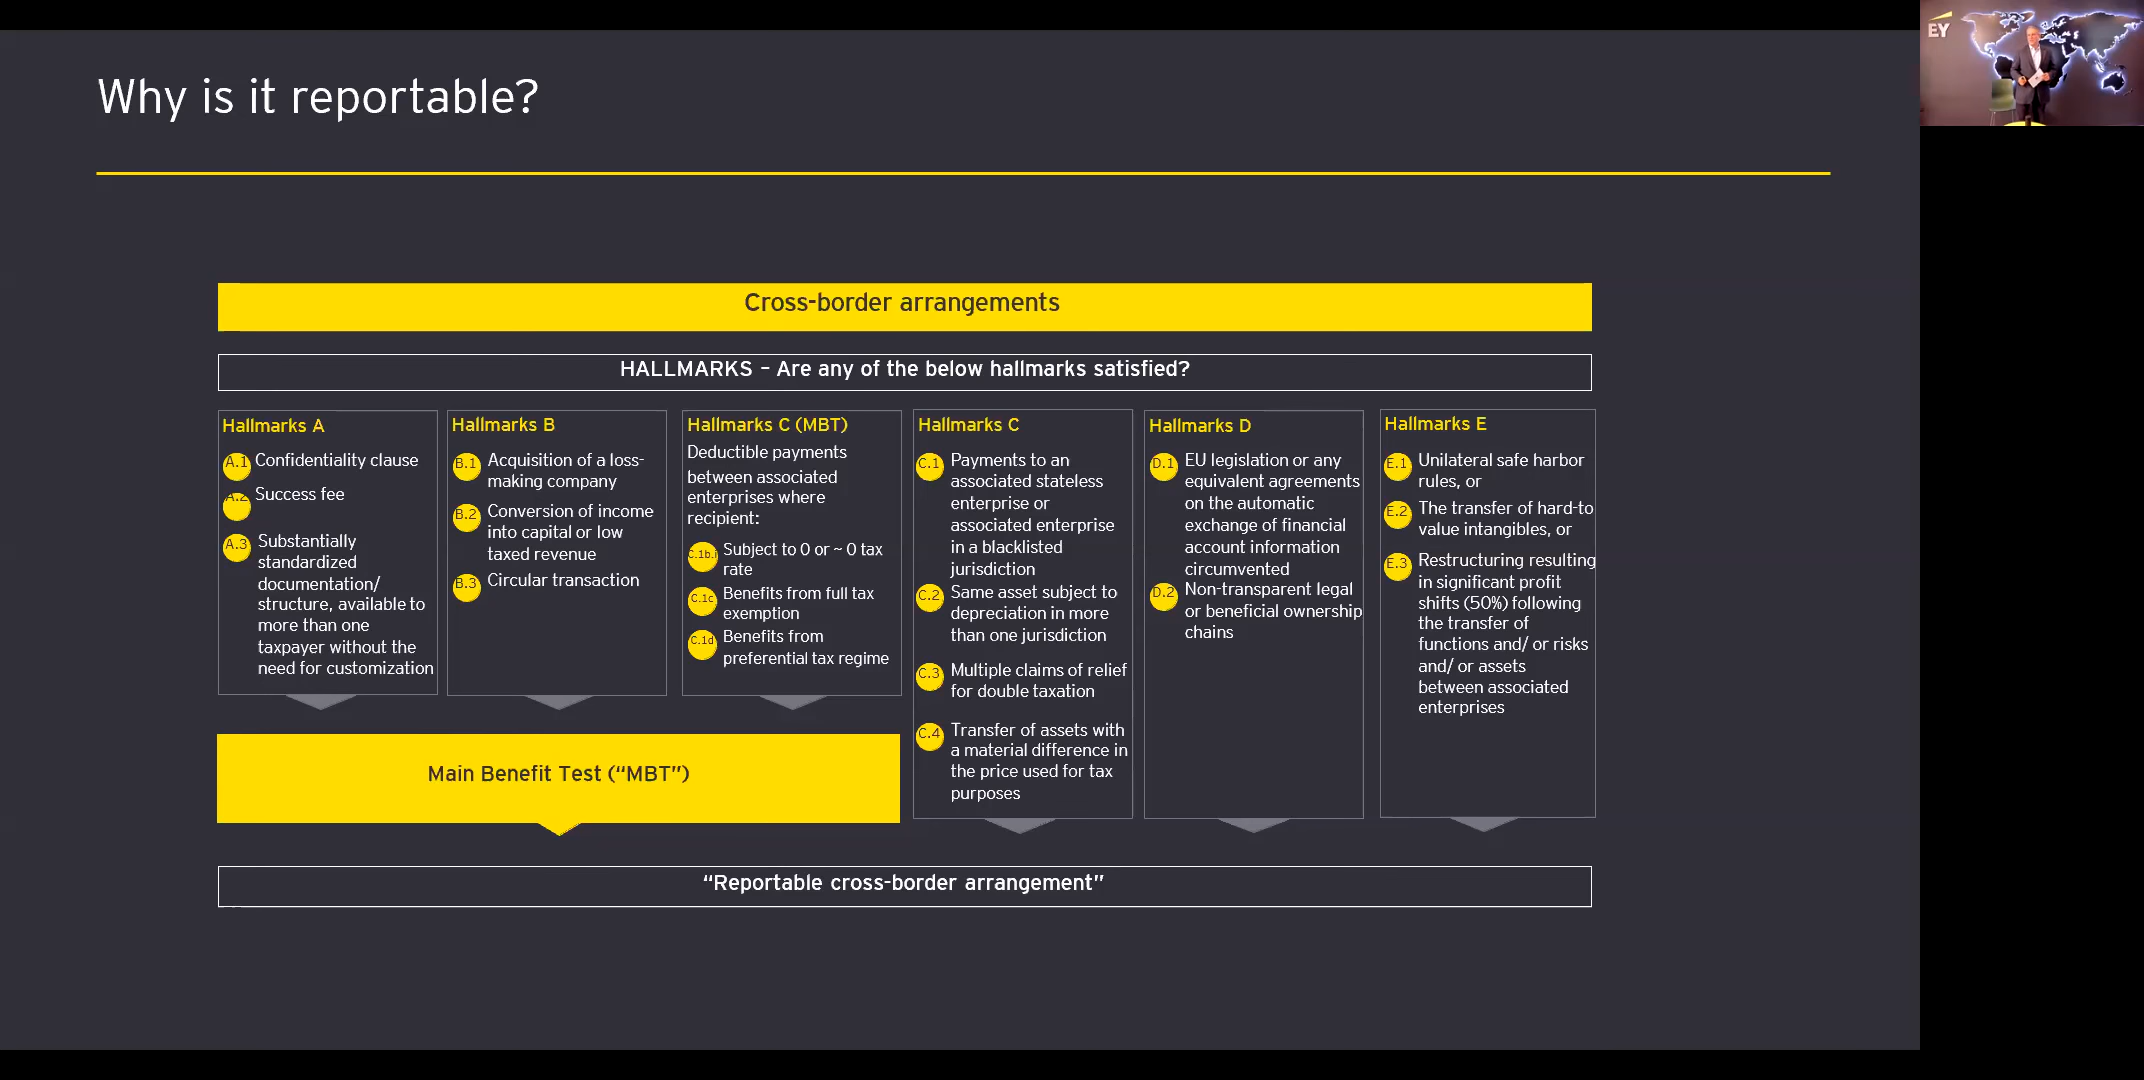 Why is it reportable?
EY
Cross-border arrangements
HALLMARKS – Are any of the below hallmarks satisfied?
Hallmarks A
A.1 Confidentiality clause
A.2 Success fee
A.3 Substantially
standardized
documentation/
structure, available to
more than one
taxpayer without the
need for customization
Hallmarks B
B.1 Acquisition of a loss-
making company
B.2 Conversion of income
into capital or low
taxed revenue
B.3 Circular transaction
Hallmarks C (MBT)
Deductible payments
between associated
enterprises where
recipient:
C.1b.i Subject to 0 or ~ 0 tax
rate
C.1c Benefits from full tax
exemption
C.1d Benefits from
preferential tax regime
Main Benefit Test (“MBT”)
Hallmarks C
C.1 Payments to an
associated stateless
enterprise or
associated enterprise
in a blacklisted
jurisdiction
C.2 Same asset subject to
depreciation in more
than one jurisdiction
C.3 Multiple claims of relief
for double taxation
C.4 Transfer of assets with
a material difference in
the price used for tax
purposes
Hallmarks D
D.1 EU legislation or any
equivalent agreements
on the automatic
exchange of financial
account information
circumvented
D.2 Non-transparent legal
or beneficial ownership
chains
Hallmarks E
E.1 Unilateral safe harbor
rules, or
E.2 The transfer of hard-to
value intangibles, or
E.3 Restructuring resulting
in significant profit
shifts (50%) following
the transfer of
functions and/ or risks
and/ or assets
between associated
enterprises
“Reportable cross-border arrangement”